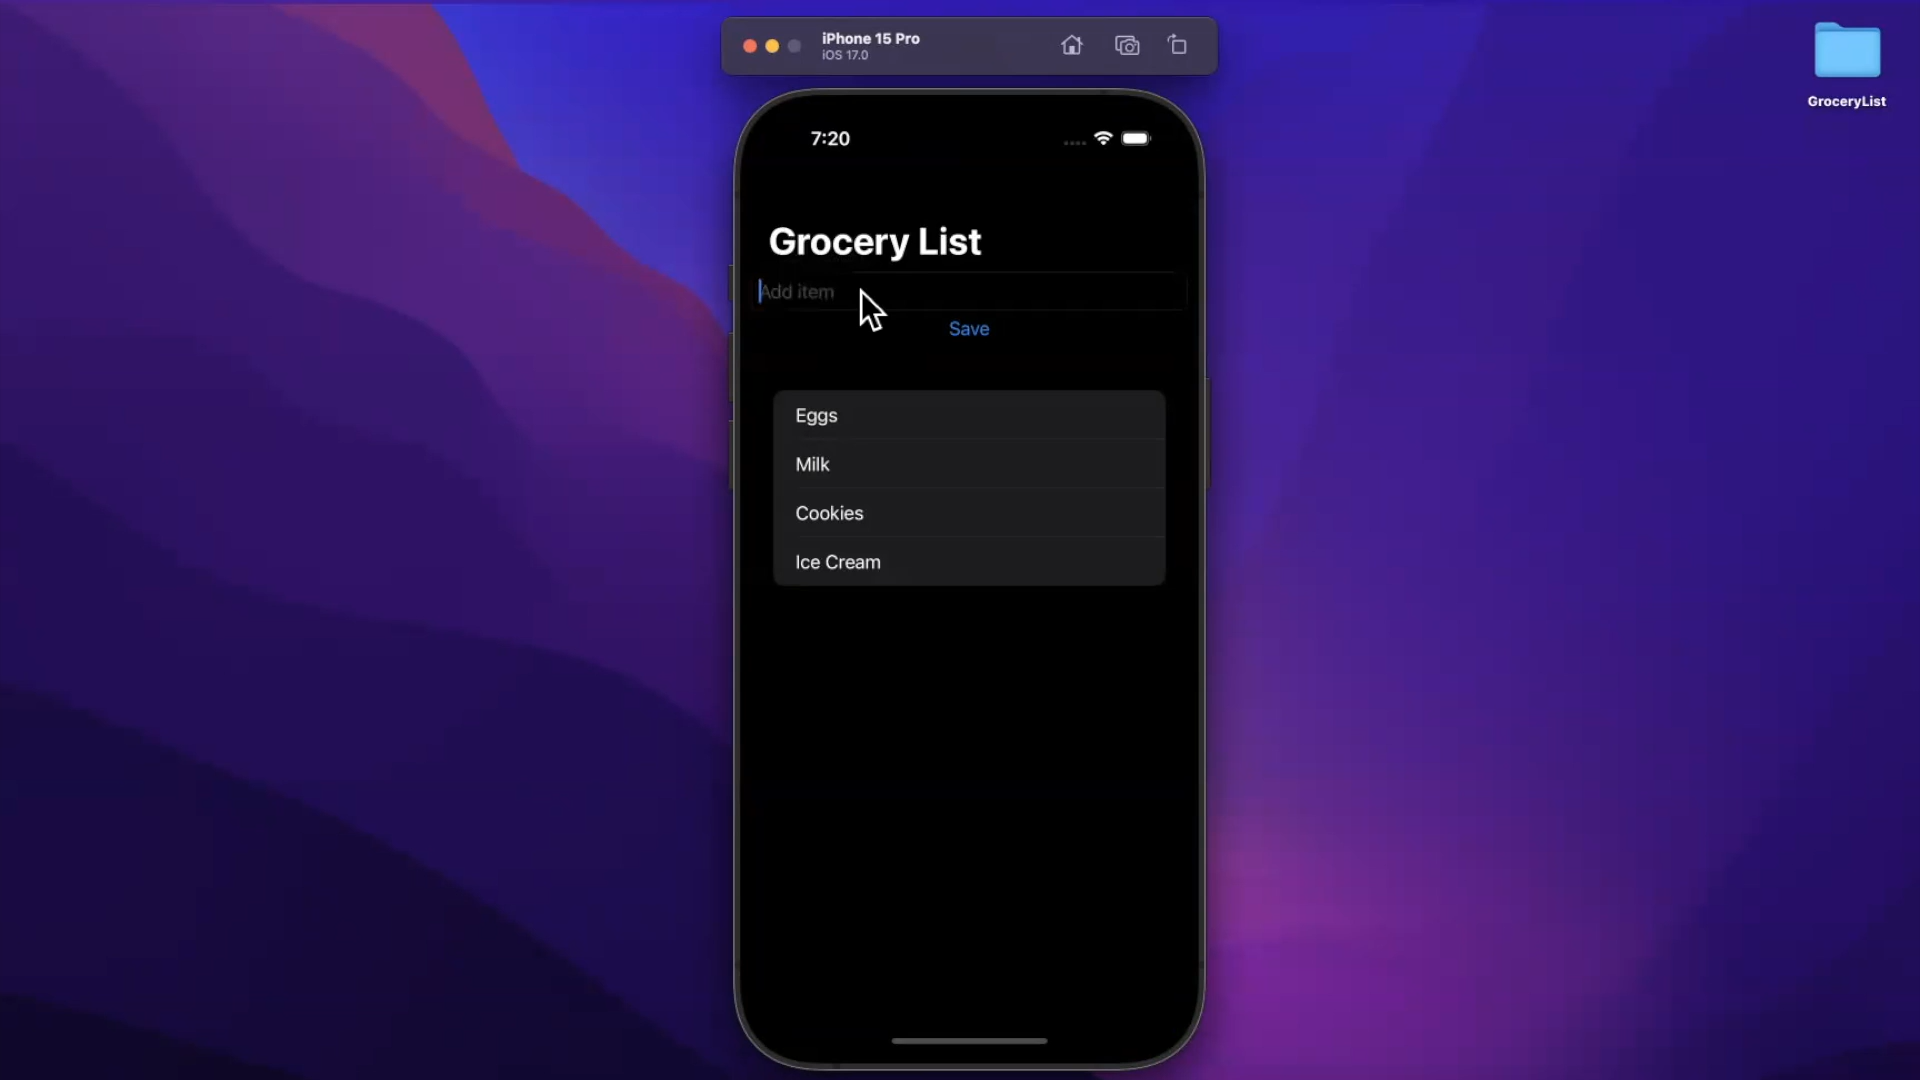 iPhone 15 Pro
iOS 17.0
GroceryList
7:20
Grocery List
Add item
Save
Eggs
Milk
Cookies
Ice Cream